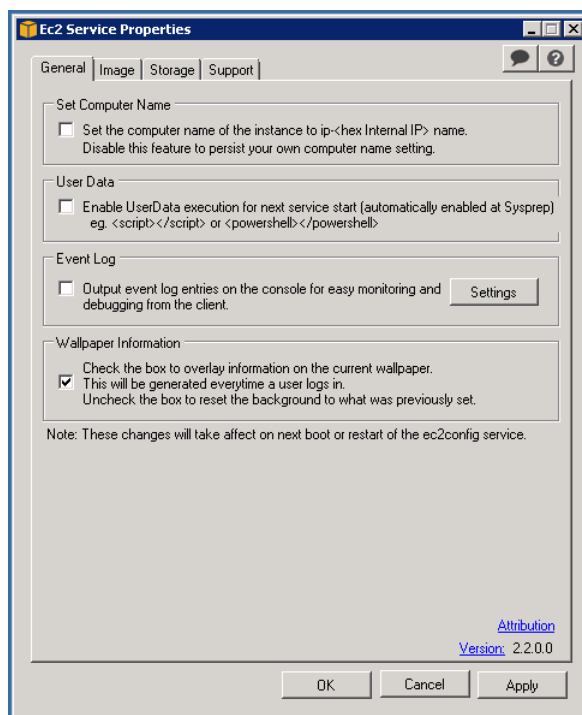 Ec2 Service Properties
General Image Storage Support
Set Computer Name
Set the computer name of the instance to ip-<hex Internal IP> name.
Disable this feature to persist your own computer name setting.
User Data
Enable UserData execution for next service start (automatically enabled at Sysprep)
eg. <script></script> or <powershell></powershell>
Event Log
Output event log entries on the console for easy monitoring and
debugging from the client.
Settings
Wallpaper Information
Check the box to overlay information on the current wallpaper.
This will be generated everytime a user logs in.
Uncheck the box to reset the background to what was previously set.
Note: These changes will take affect on next boot or restart of the ec2config service.
Attribution
Version: 2.2.0.0
OK Cancel Apply